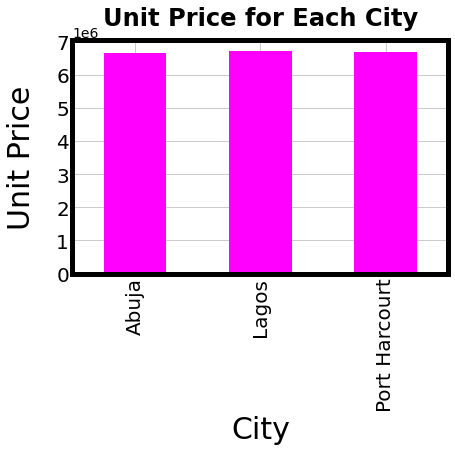 Unit Price for Each City
1e6
7
6
5
4
3
2
1
0
Unit Price
Abuja
Lagos
Port Harcourt
City